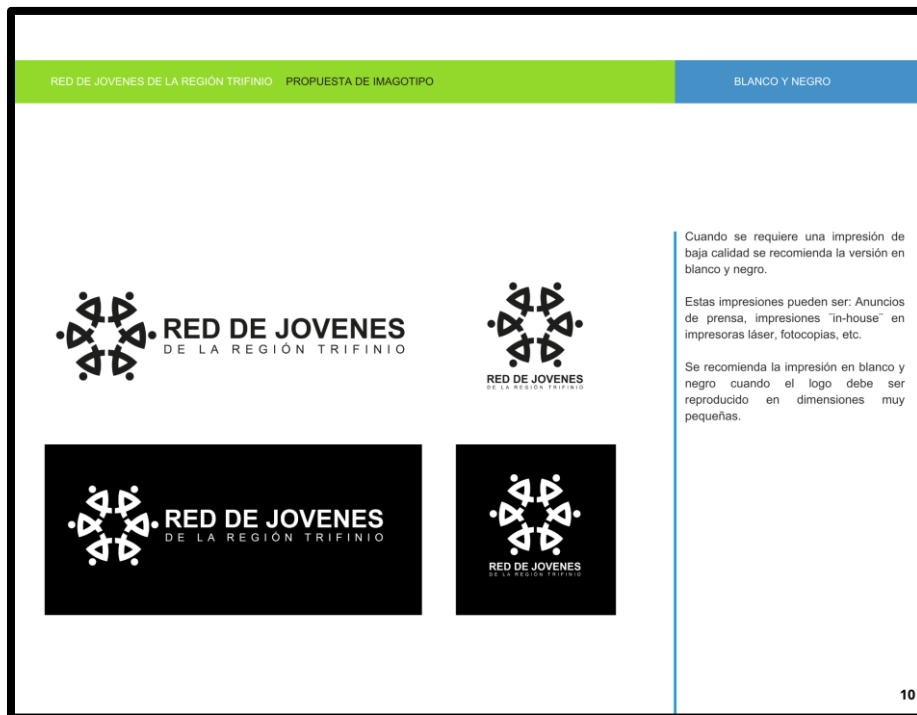 RED DE JOVENES DE LA REGIÓN TRIFINIO PROPUESTA DE IMAGOTIPO
BLANCO Y NEGRO
RED DE JOVENES
DE LA REGIÓN TRIFINIO
RED DE JOVENES
DE LA REGIÓN TRIFINIO
RED DE JOVENES
DE LA REGIÓN TRIFINIO
RED DE JOVENES
DE LA REGIÓN TRIFINIO
Cuando se requiere una impresión de
baja calidad se recomienda la versión en
blanco y negro.
Estas impresiones pueden ser: Anuncios
de prensa, impresiones ¨in-house¨ en
impresoras láser, fotocopias, etc.
Se recomienda la impresión en blanco y
negro cuando el logo debe ser
reproducido en dimensiones muy
pequeñas.
10